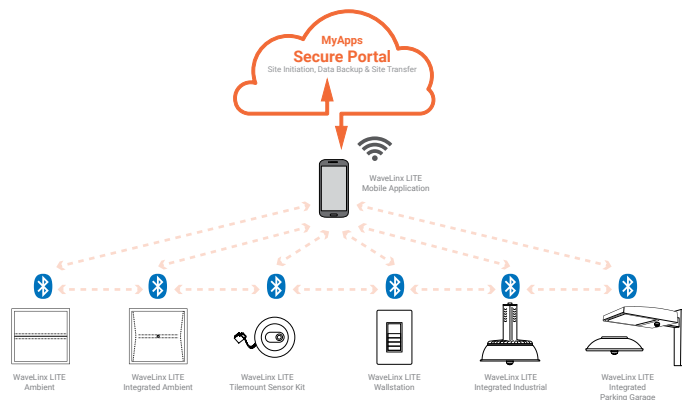 MyApps
Secure Portal
Site Initiation, Data Backup & Site Transfer
WaveLinx LITE
Mobile Application
WaveLinx LITE
Ambient
WaveLinx LITE
Integrated Ambient
WaveLinx LITE
Tilemount Sensor Kit
WaveLinx LITE
Wallstation
WaveLinx LITE
Integrated Industrial
WaveLinx LITE
Integrated
Parking Garage